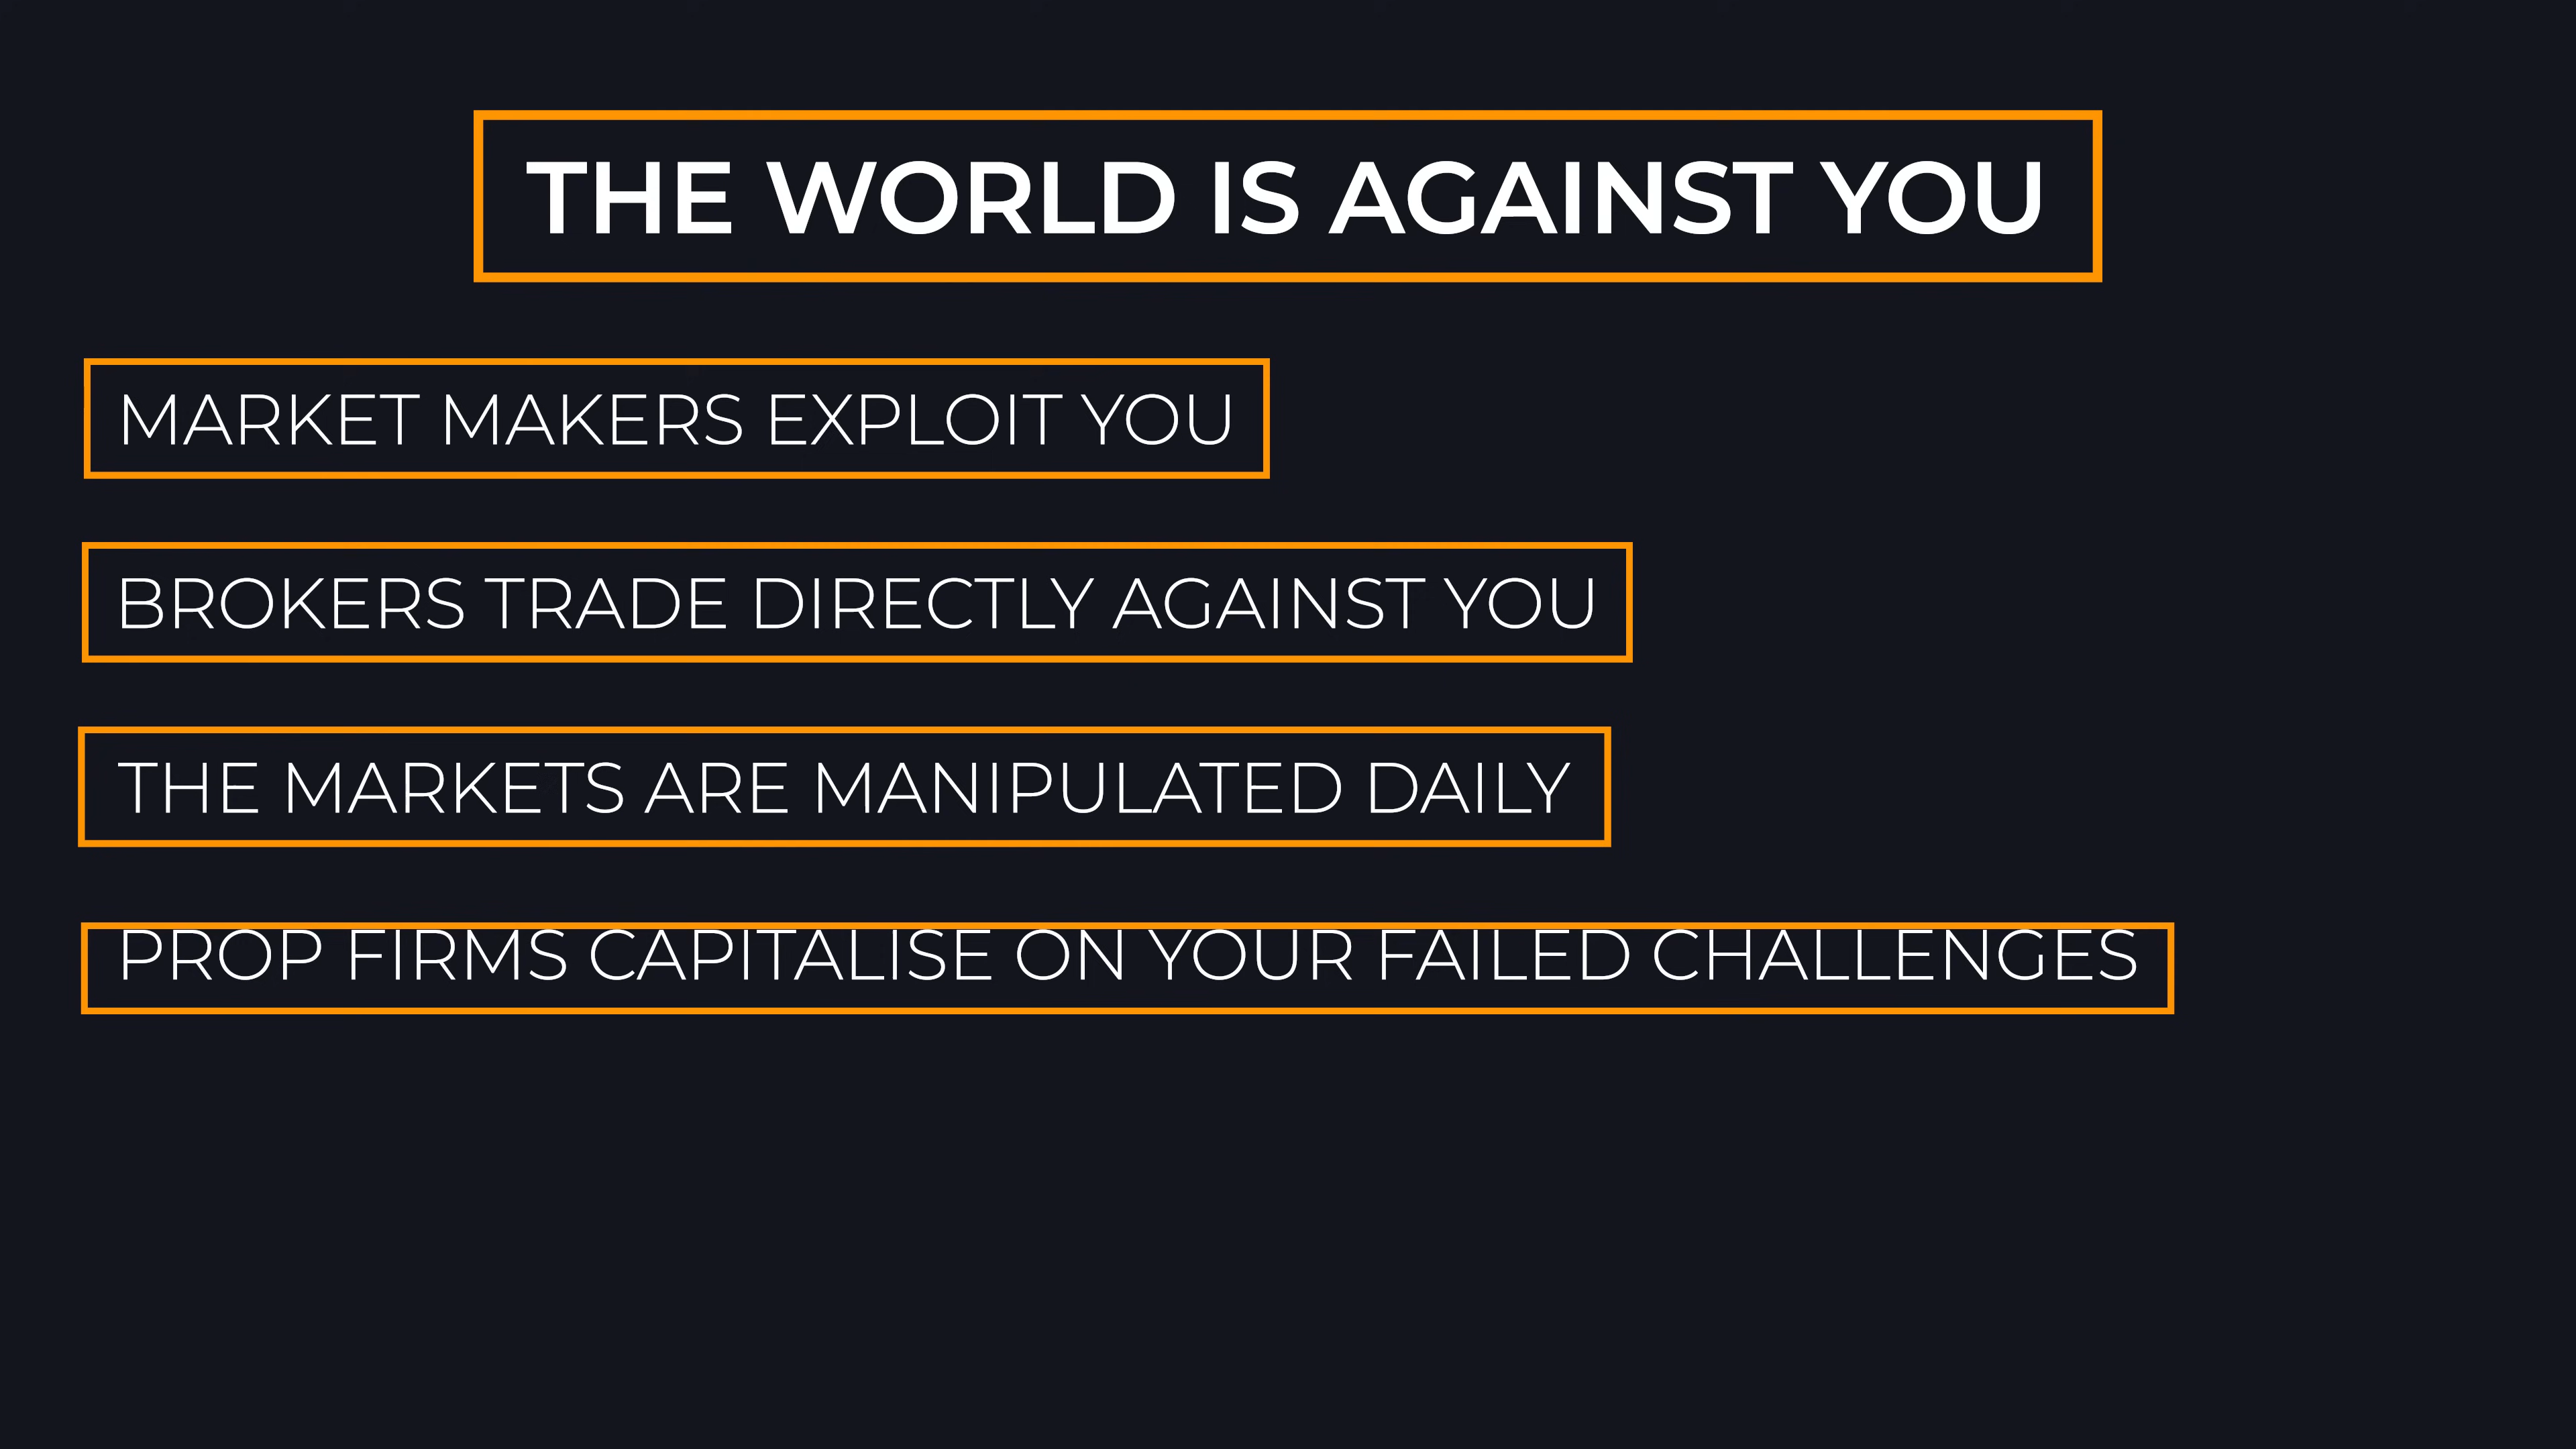 THE WORLD IS AGAINST YOU
MARKET MAKERS EXPLOIT YOU
BROKERS TRADE DIRECTLY AGAINST YOU
THE MARKETS ARE MANIPULATED DAILY
PROP FIRMS CAPITALISE ON YOUR FAILED CHALLENGES